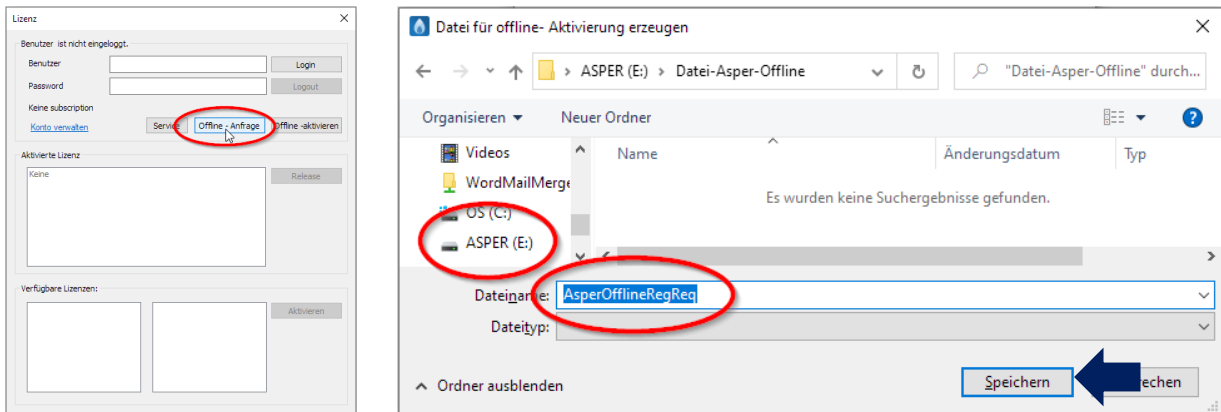 Lizenz
Benutzer ist nicht eingeloggt.
Benutzer
Login
Password
Logout
Keine subscription
Konto verwalten
Service
Offline - Anfrage
Offline -aktivieren
Aktivierte Lizenz
Keine
Release
Verfügbare Lizenzen:
Aktivieren
Datei für offline- Aktivierung erzeugen
ASPER (E:) › Datei-Asper-Offline
"Datei-Asper-Offline" durch...
Organisieren
Neuer Ordner
Videos
WordMailMerge
OS (C:)
ASPER (E:)
Name
Änderungsdatum
Typ
Es wurden keine Suchergebnisse gefunden.
Dateiname:
AsperOfflineRegReq
Dateityp:
Ordner ausblenden
Speichern
rechen